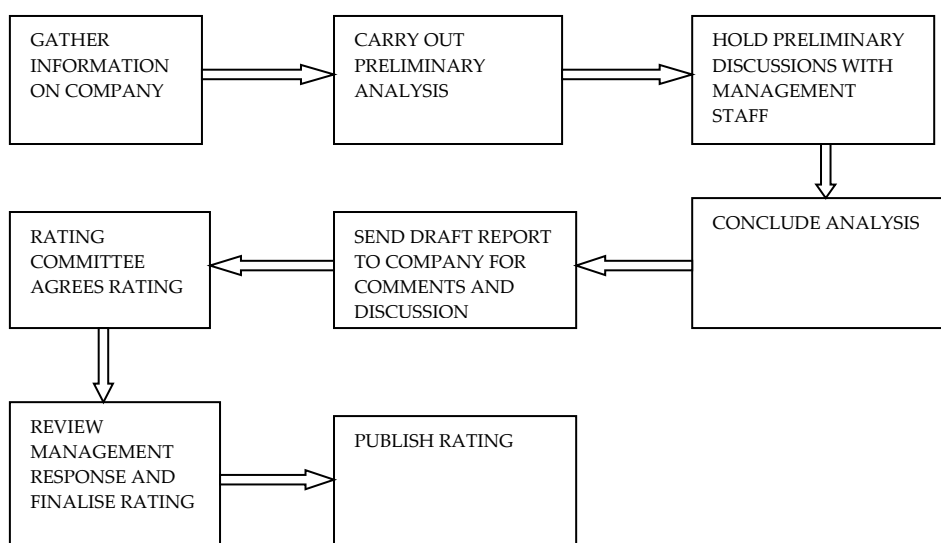 GATHER
INFORMATION
ON COMPANY
CARRY OUT
PRELIMINARY
ANALYSIS
HOLD PRELIMINARY
DISCUSSIONS WITH
MANAGEMENT
STAFF
CONCLUDE ANALYSIS
SEND DRAFT REPORT
TO COMPANY FOR
COMMENTS AND
DISCUSSION
RATING
COMMITTEE
AGREES RATING
REVIEW
MANAGEMENT
RESPONSE AND
FINALISE RATING
PUBLISH RATING